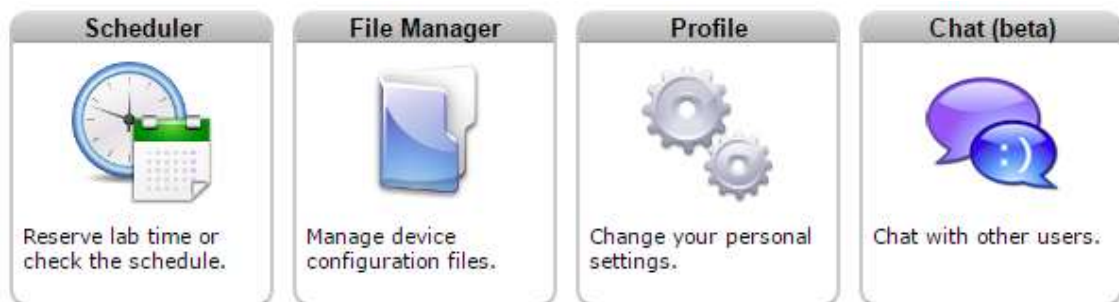 Scheduler
Reserve lab time or
check the schedule.
File Manager
Manage device
configuration files.
Profile
Change your personal
settings.
Chat (beta)
:)
Chat with other users.